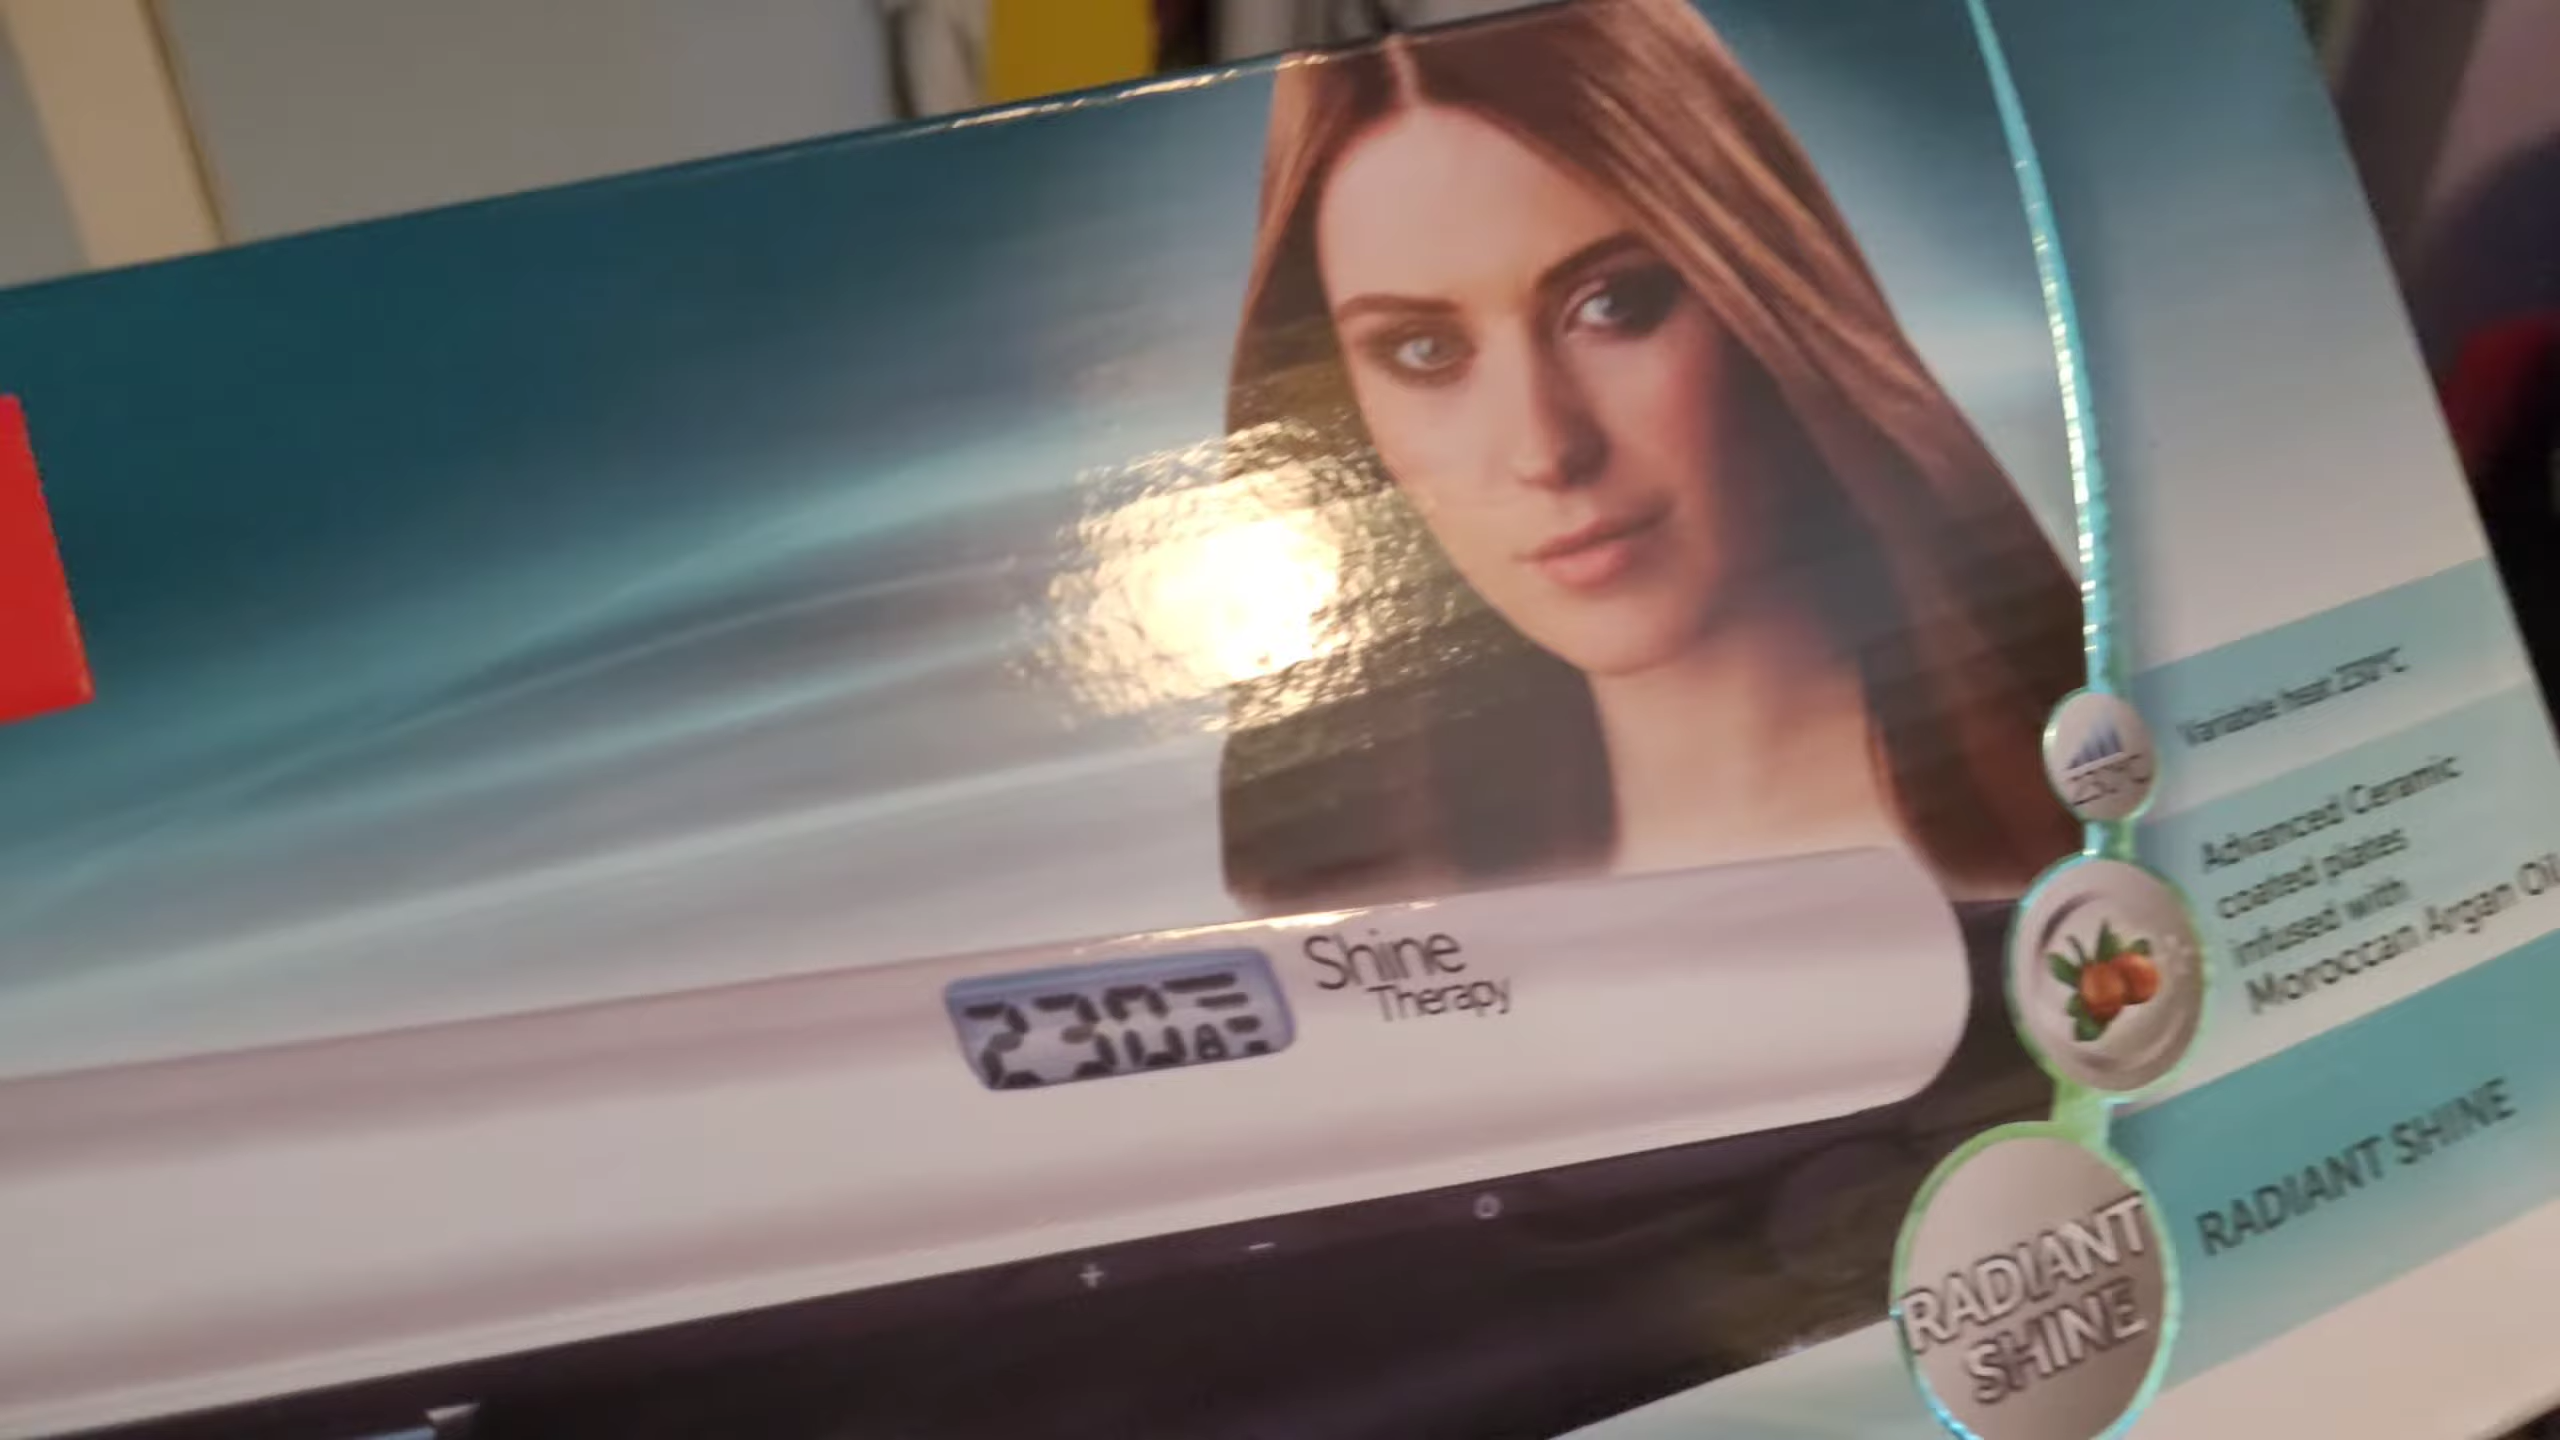 Variable heat 230°C
230°C
Advanced Ceramic
coated plates
infused with
Moroccan Argan Oil
230
Shine
Therapy
+ -
RADIANT SHINE
RADIANT
SHINE